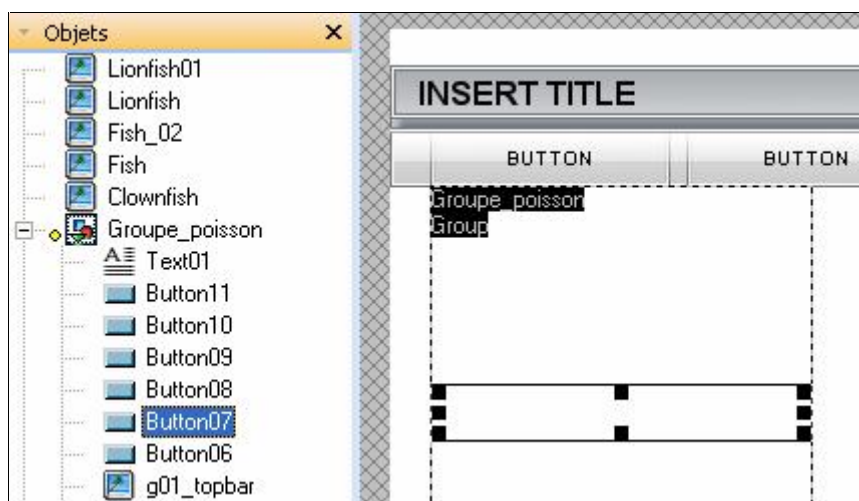 Objets
Lionfish01
Lionfish
Fish_02
Fish
Clownfish
Groupe_poisson
Text01
Button11
Button10
Button09
Button08
Button07
Button06
g01_topbar
INSERT TITLE
BUTTON BUTTON
Groupe_poisson
Group